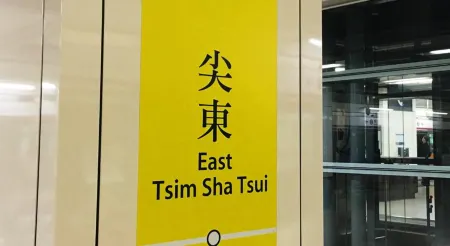 尖
東
East
Tsim Sha Tsui